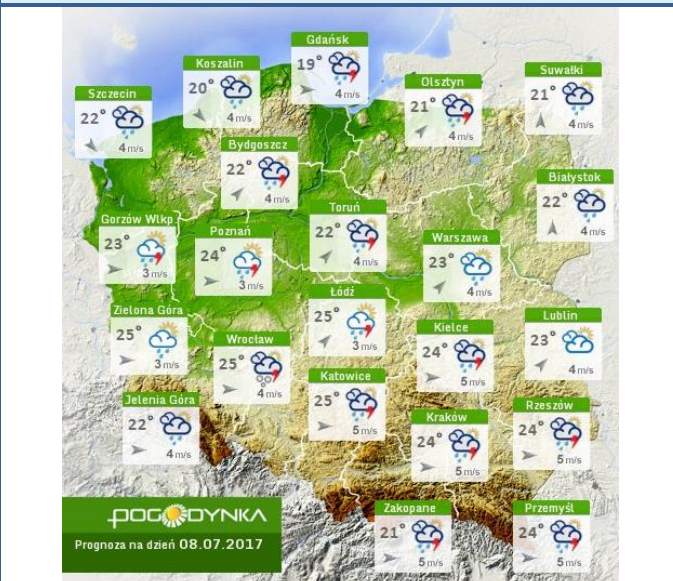 Gdańsk
19°
4 m/s
Koszalin
20°
4 m/s
Suwałki
21°
4 m/s
Olsztyn
21°
4 m/s
Szczecin
22°
4 m/s
Bydgoszcz
22°
4 m/s
Białystok
22°
4 m/s
Toruń
22°
4 m/s
Gorzów Wlkp
23°
3 m/s
Poznań
24°
3 m/s
Warszawa
23°
4 m/s
Łódź
25°
3 m/s
Zielona Góra
25°
3 m/s
Lublin
23°
4 m/s
Kielce
24°
5 m/s
Wrocław
25°
4 m/s
Katowice
25°
5 m/s
Jelenia Góra
22°
4 m/s
Rzeszów
24°
5 m/s
Kraków
24°
5 m/s
Zakopane
21°
5 m/s
Przemyśl
24°
5 m/s
POGODYNKA
Prognoza na dzień 08.07.2017